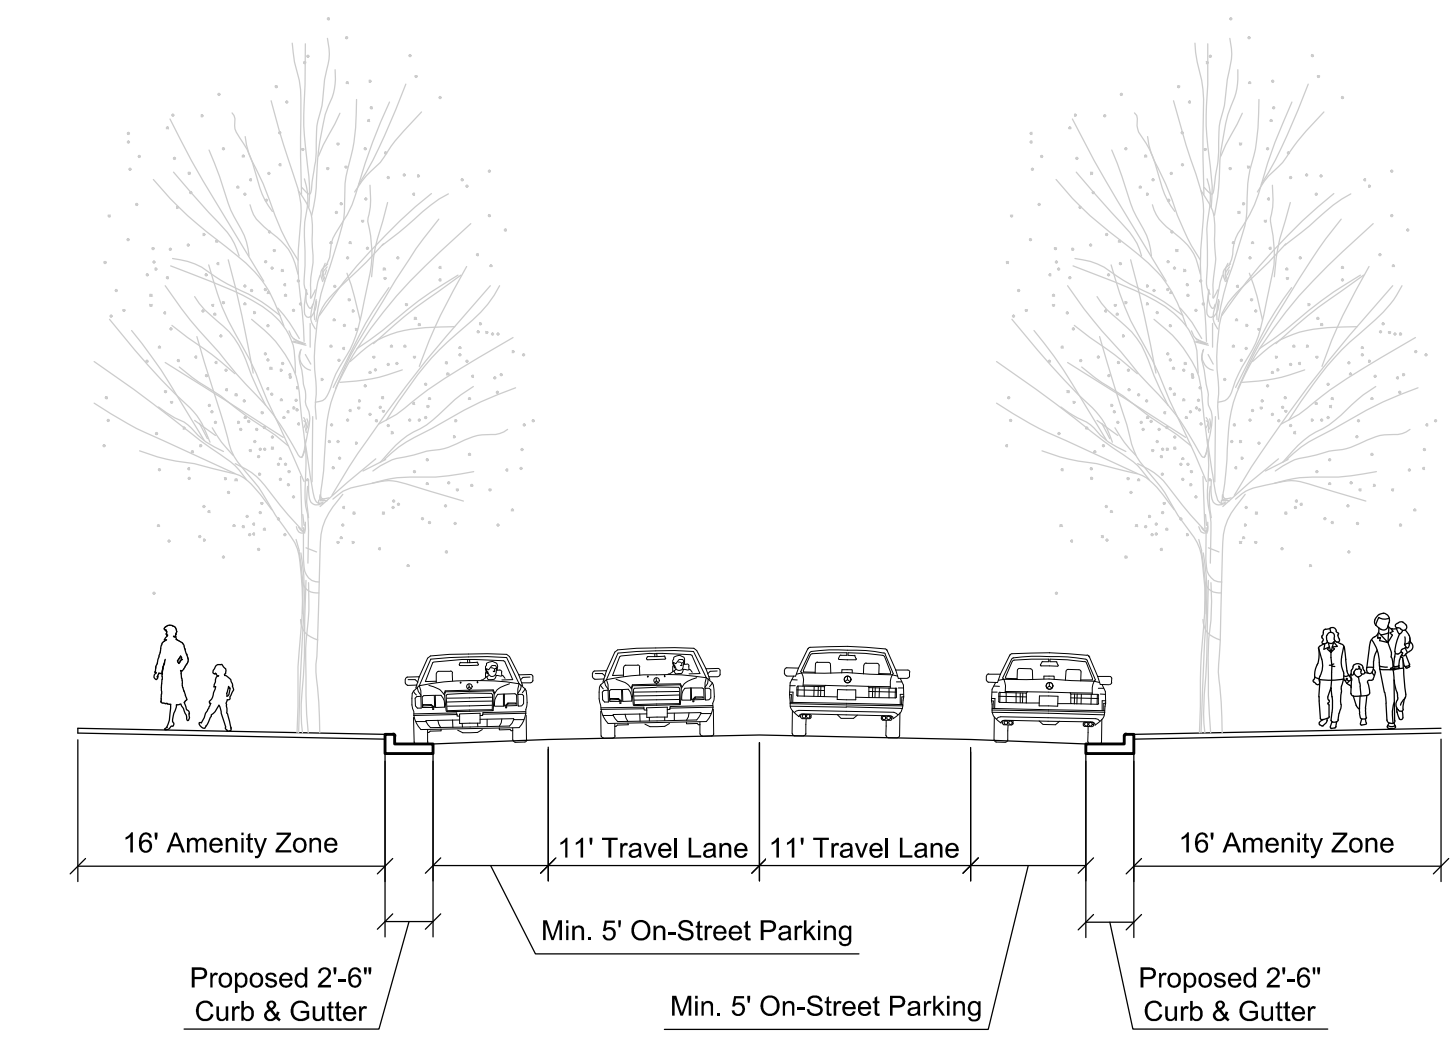 16' Amenity Zone
11' Travel Lane
11' Travel Lane
16' Amenity Zone
Min. 5' On-Street Parking
Proposed 2'-6"
Curb & Gutter
Min. 5' On-Street Parking
Proposed 2'-6"
Curb & Gutter